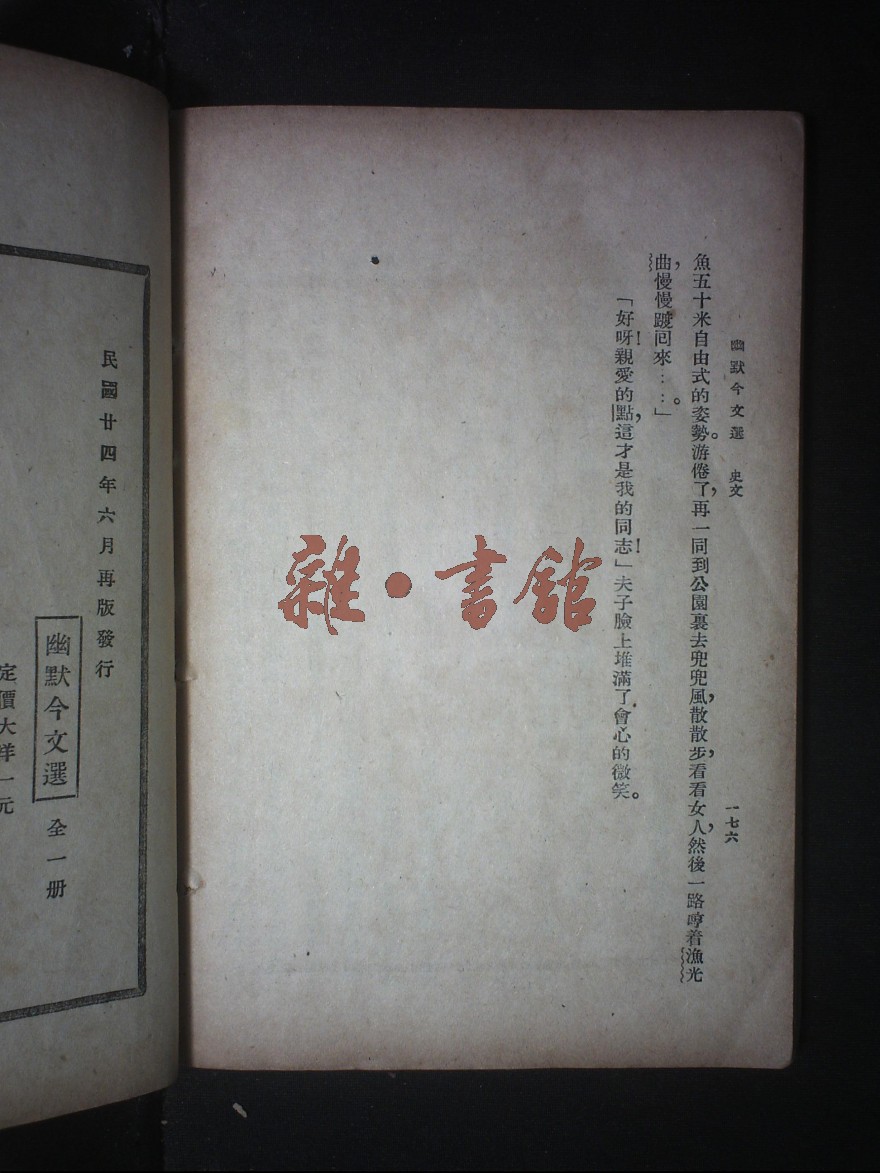 幽默今文選　史文　一七六
魚五十米自由式的姿勢。游倦了，再一同到公園裏去兜兜風，散散步，看看女人，然後一路哼着漁光
曲，慢慢踱囘來……。」
「好呀！親愛的點，這才是我的同志！」夫子臉上堆滿了會心的微笑。
雜·書館
民國廿四年六月再版發行
幽默今文選　全一册
定價大洋一元